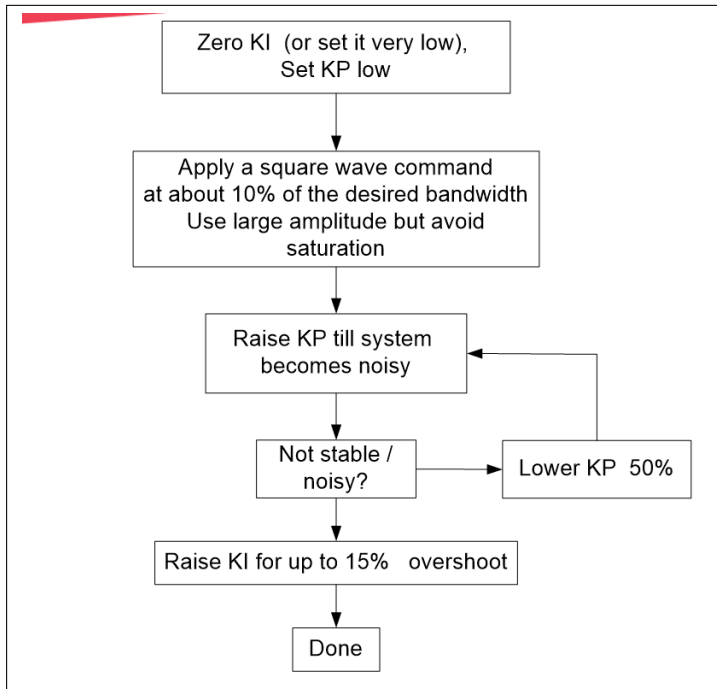 Zero KI (or set it very low),
Set KP low
Apply a square wave command
at about 10% of the desired bandwidth
Use large amplitude but avoid
saturation
Raise KP till system
becomes noisy
Not stable /
noisy?
Lower KP 50%
Raise KI for up to 15% overshoot
Done